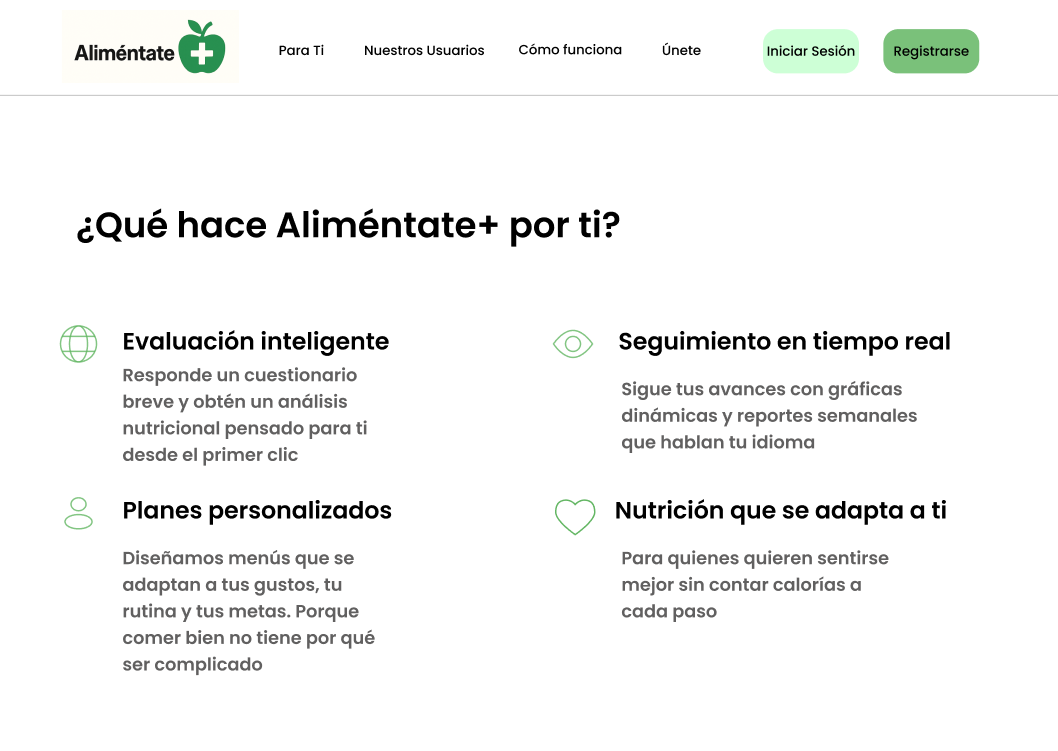 Aliméntate
Para Ti
Nuestros Usuarios
Cómo funciona
Únete
Iniciar Sesión
Registrarse
¿Qué hace Aliméntate+ por ti?
Evaluación inteligente
Responde un cuestionario
breve y obtén un análisis
nutricional pensado para ti
desde el primer clic
Seguimiento en tiempo real
Sigue tus avances con gráficas
dinámicas y reportes semanales
que hablan tu idioma
Planes personalizados
Diseñamos menús que se
adaptan a tus gustos, tu
rutina y tus metas. Porque
comer bien no tiene por qué
ser complicado
Nutrición que se adapta a ti
Para quienes quieren sentirse
mejor sin contar calorías a
cada paso